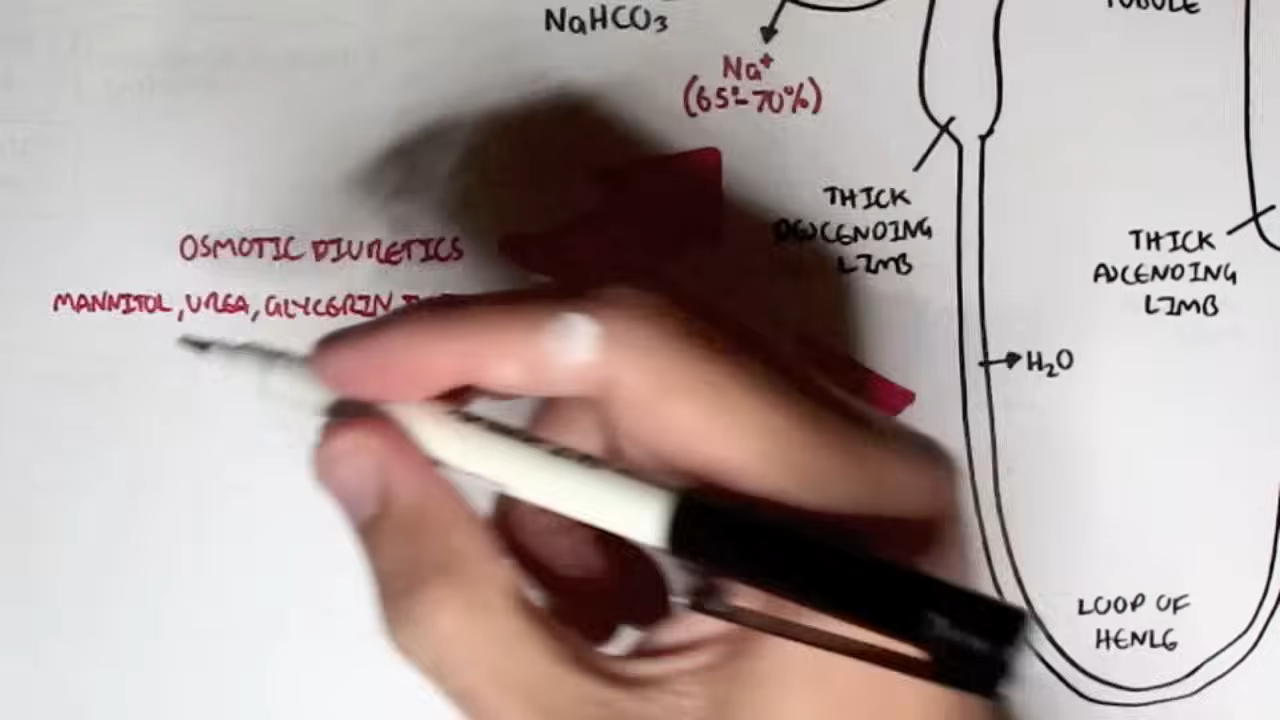 NaHCO3
Na+
(65-70%)
TUBULE
THICK
DESCENDING
LIMB
OSMOTIC DIURETICS
MANNITOL, UREA, GLYCERIN
THICK
ASCENDING
LIMB
H2O
LOOP OF
HENLE